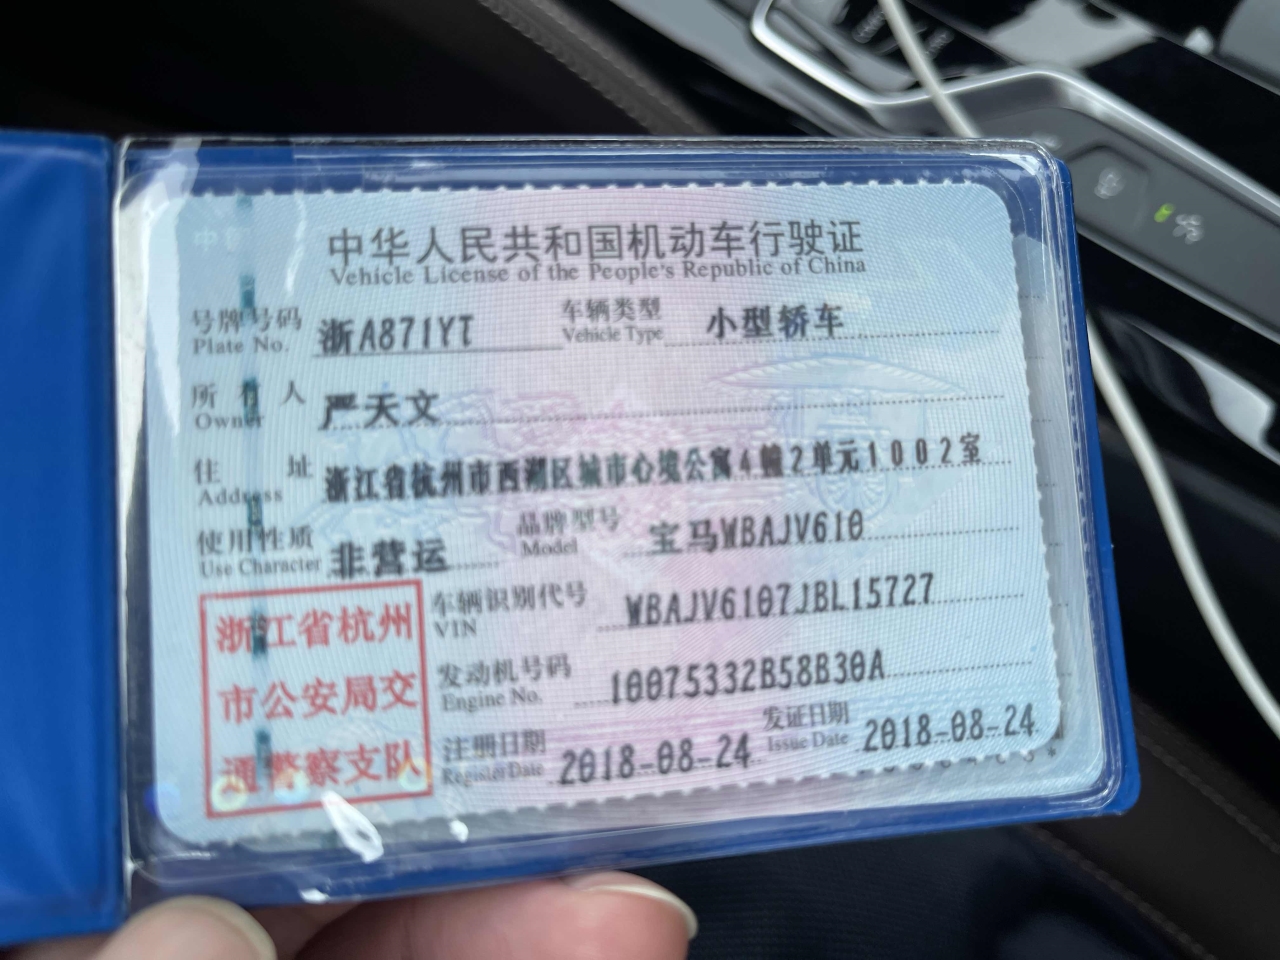 中华人民共和国机动车行驶证
Vehicle License of the People's Republic of China
号牌号码 浙A871YT 车辆类型 小型轿车
Plate No. Vehicle Type
所有人 严天文
Owner
住址 浙江省杭州市西湖区城市心境公寓4幢2单元1002室
Address
使用性质 非营运 品牌型号 宝马WBAJV610
Use Character Model
浙江省杭州
市公安局交
通警察支队
车辆识别代号 WBAJV6107JBL15727
VIN
发动机号码 10075332B58B30A
Engine No.
注册日期 2018-08-24 发证日期 2018-08-24
Register Date Issue Date